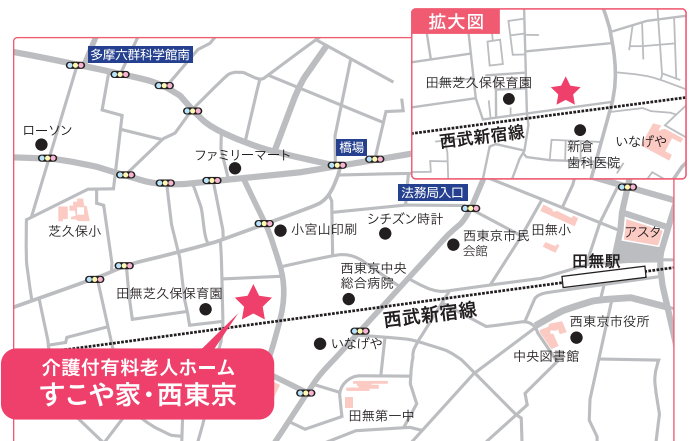 拡大図
田無芝久保保育園
西武新宿線
新倉
歯科医院
いなげや
多摩六群科学館南
ローソン
ファミリーマート
橋場
法務局入口
芝久保小
小宮山印刷
シチズン時計
西東京市民
会館
田無小
アスタ
田無駅
西東京中央
総合病院
田無芝久保保育園
西武新宿線
いなげや
西東京市役所
中央図書館
介護付有料老人ホーム
すこや家・西東京
田無第一中